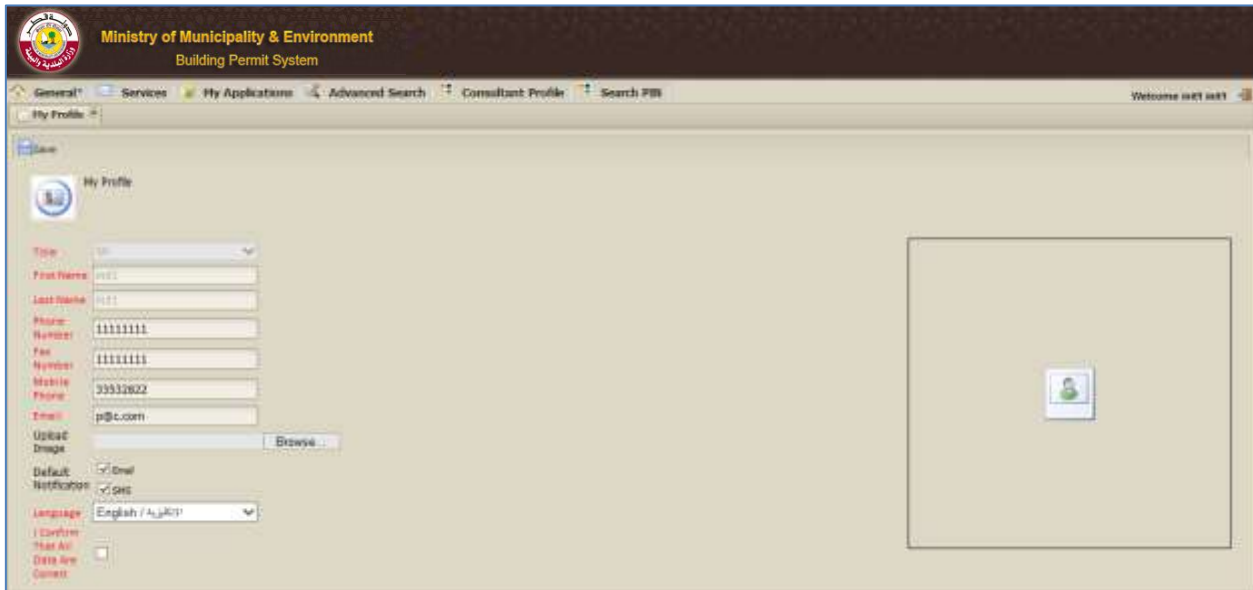 Ministry of Municipality & Environment
Building Permit System
General* Services My Applications Advanced Search Consultant Profile Search PIN
Welcome
My Profile
Save
My Profile
Title
First Name
Last Name
Phone Number 11111111
Fax Number 11111111
Mobile Phone 33532822
Email p@c.com
Upload Image Browse...
Default Notification Email
SMS
Language English /
I Confirm
That All
Data Are
Correct